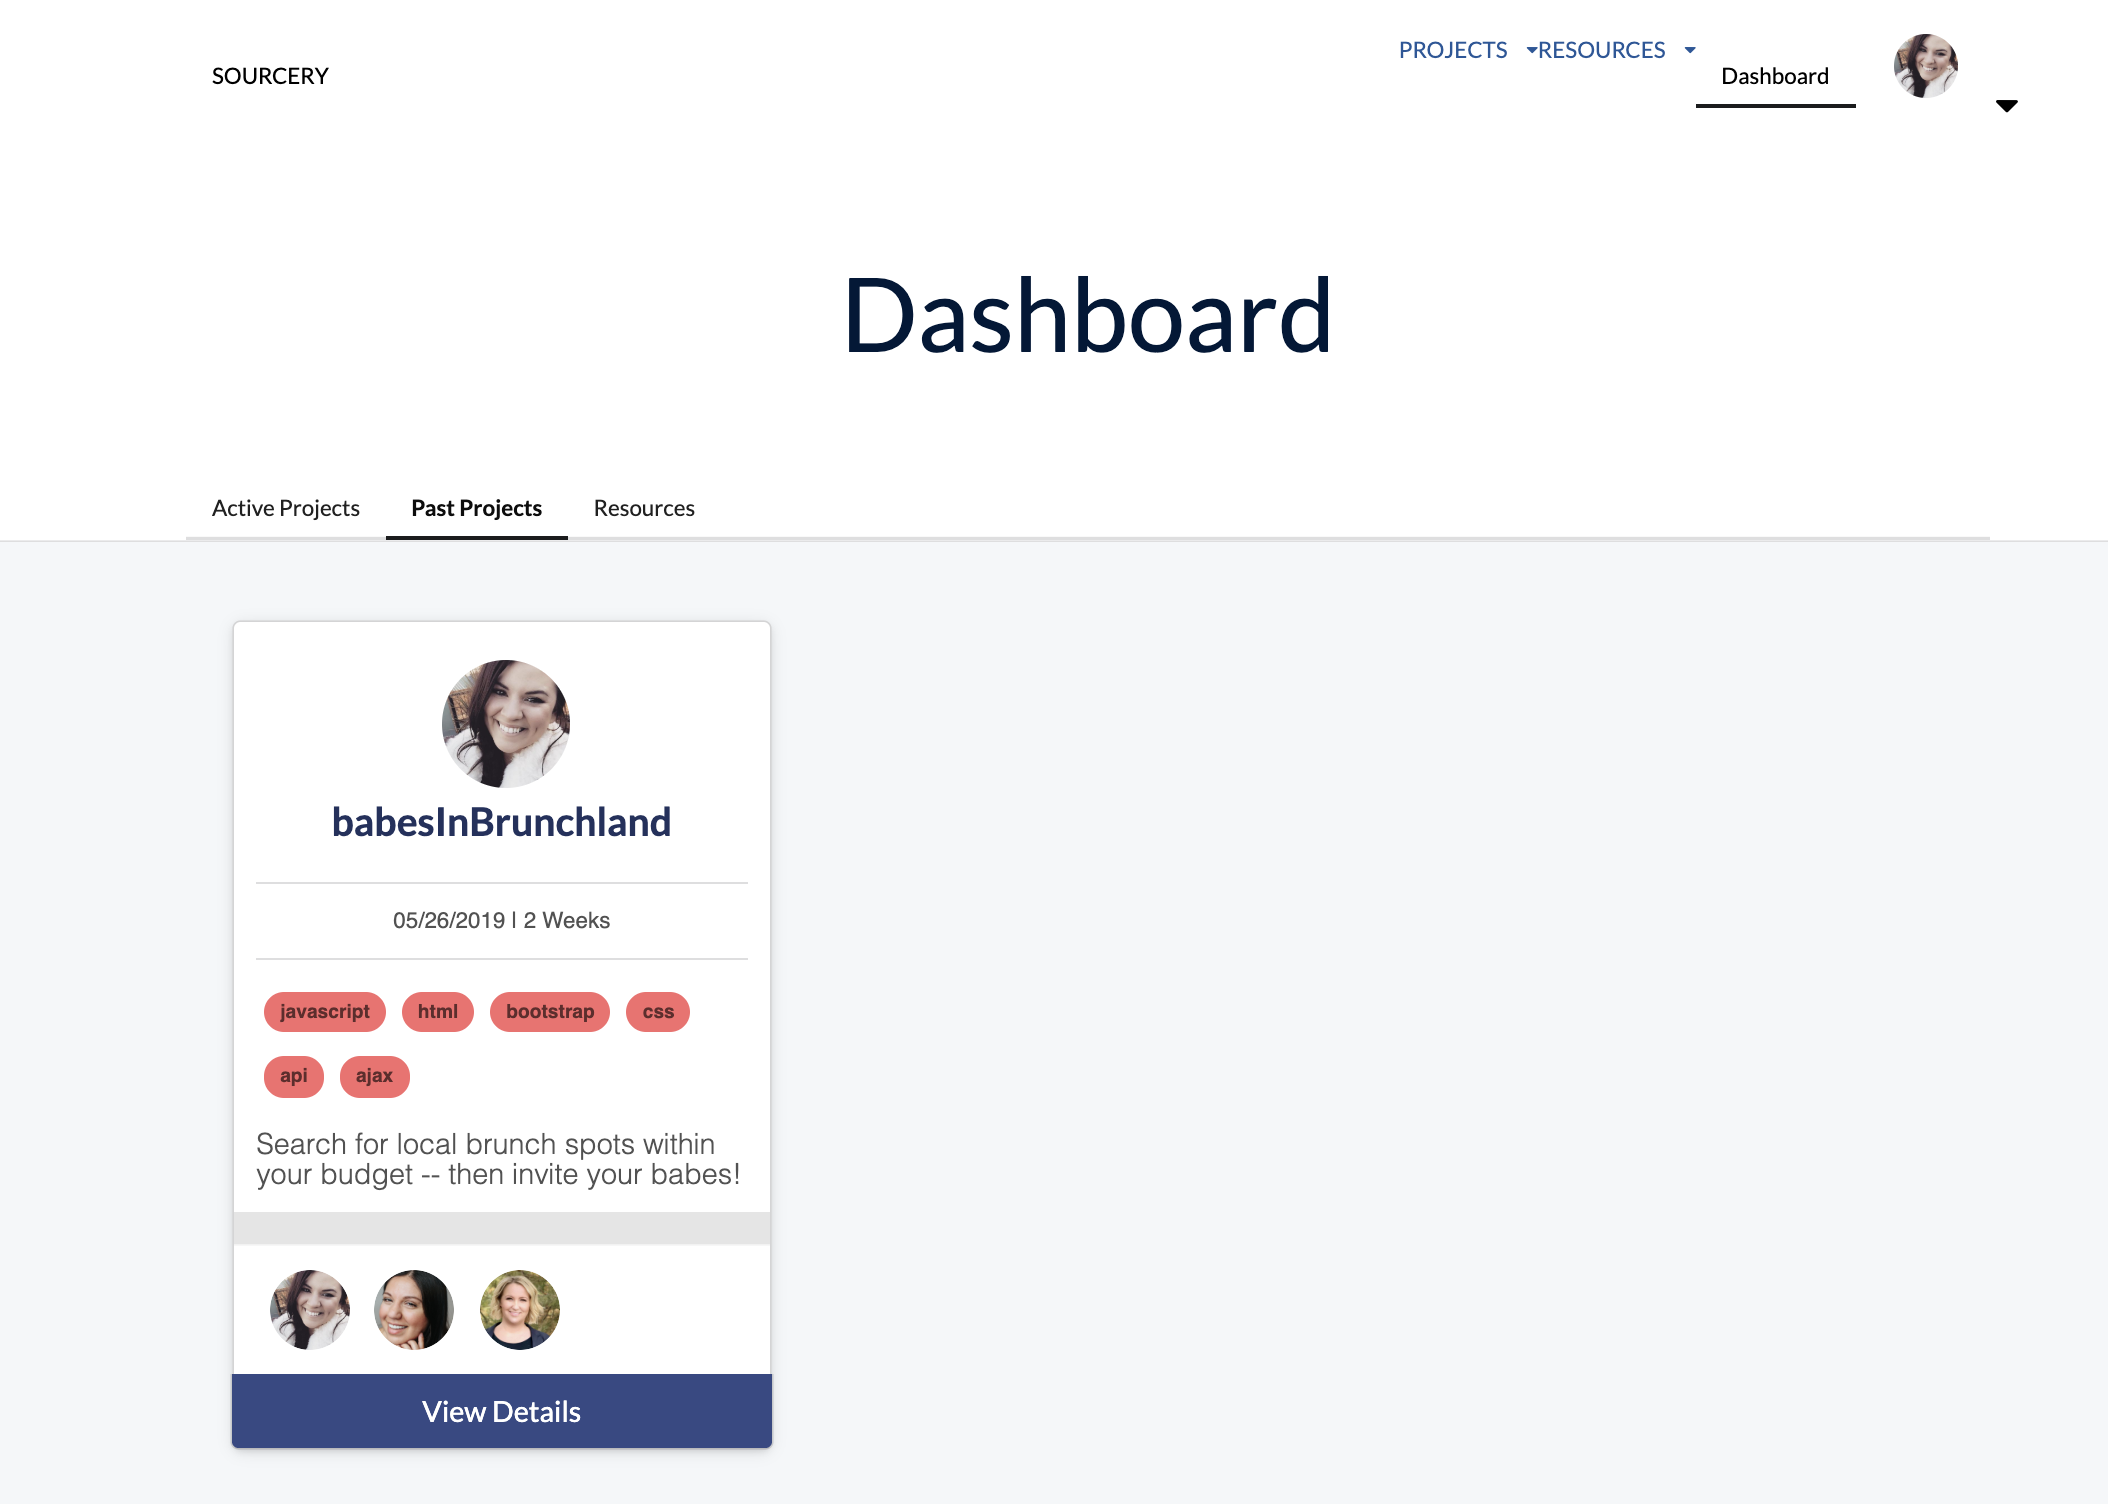 SOURCERY
PROJECTS RESOURCES
Dashboard
Dashboard
Active Projects Past Projects Resources
babesInBrunchland
05/26/2019 | 2 Weeks
javascript html bootstrap css
api ajax
Search for local brunch spots within
your budget -- then invite your babes!
View Details